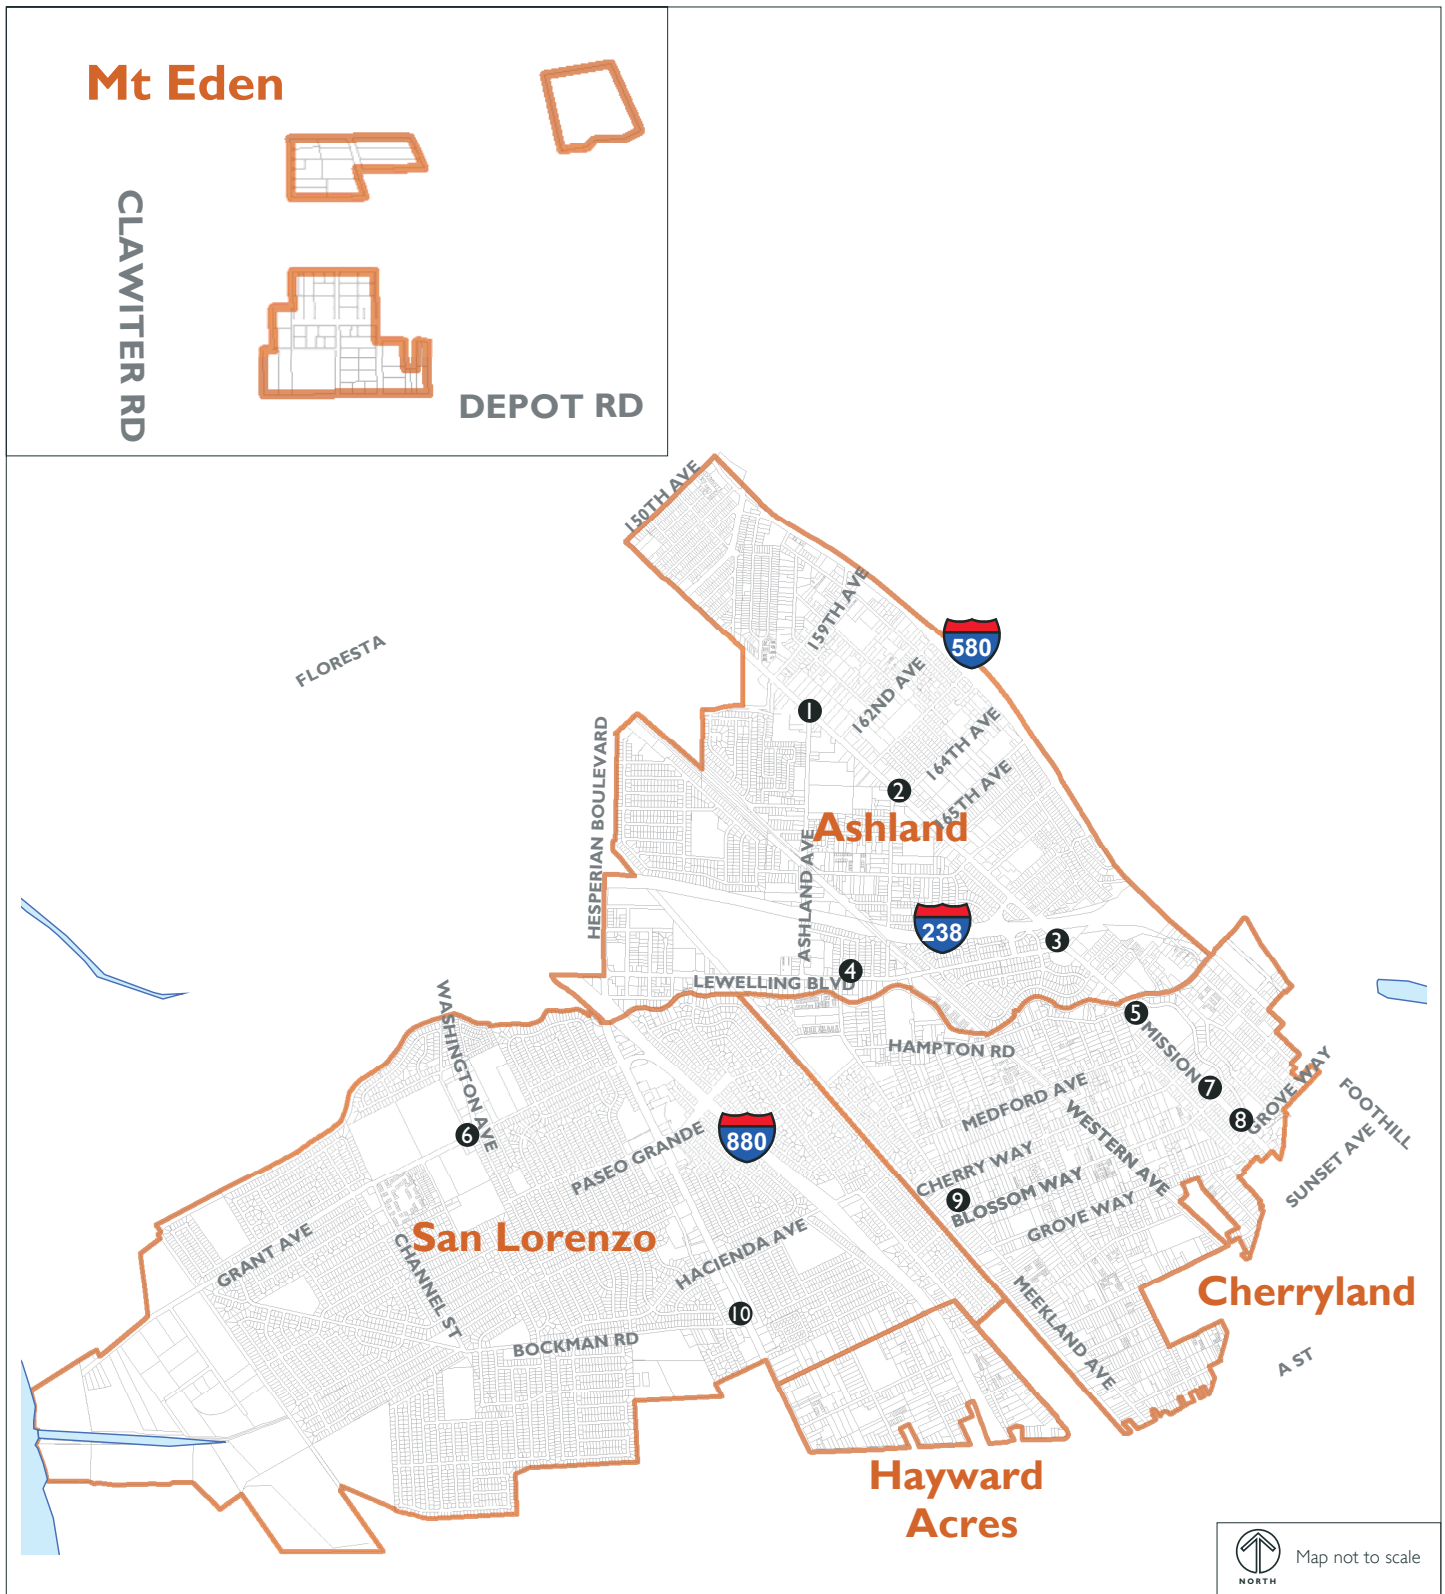 Mt Eden
CLAWITER RD
DEPOT RD
150TH AVE
159TH AVE
580
FLORESTA
162ND AVE
1
164TH AVE
HESPERIAN BOULEVARD
165TH AVE
2
Ashland
ASHLAND AVE
238
3
4
LEWELLING BLVD
WASHINGTON AVE
5
HAMPTON RD
MISSION
7
GROVE WAY
FOOTHILL
MEDFORD AVE
8
6
880
PASEO GRANDE
WESTERN AVE
SUNSET AVE
CHERRY WAY
9
BLOSSOM WAY
GROVE WAY
San Lorenzo
GRANT AVE
CHANNEL ST
HACIENDA AVE
Cherryland
10
MEEKLAND AVE
BOCKMAN RD
A ST
Hayward
Acres
NORTH
Map not to scale